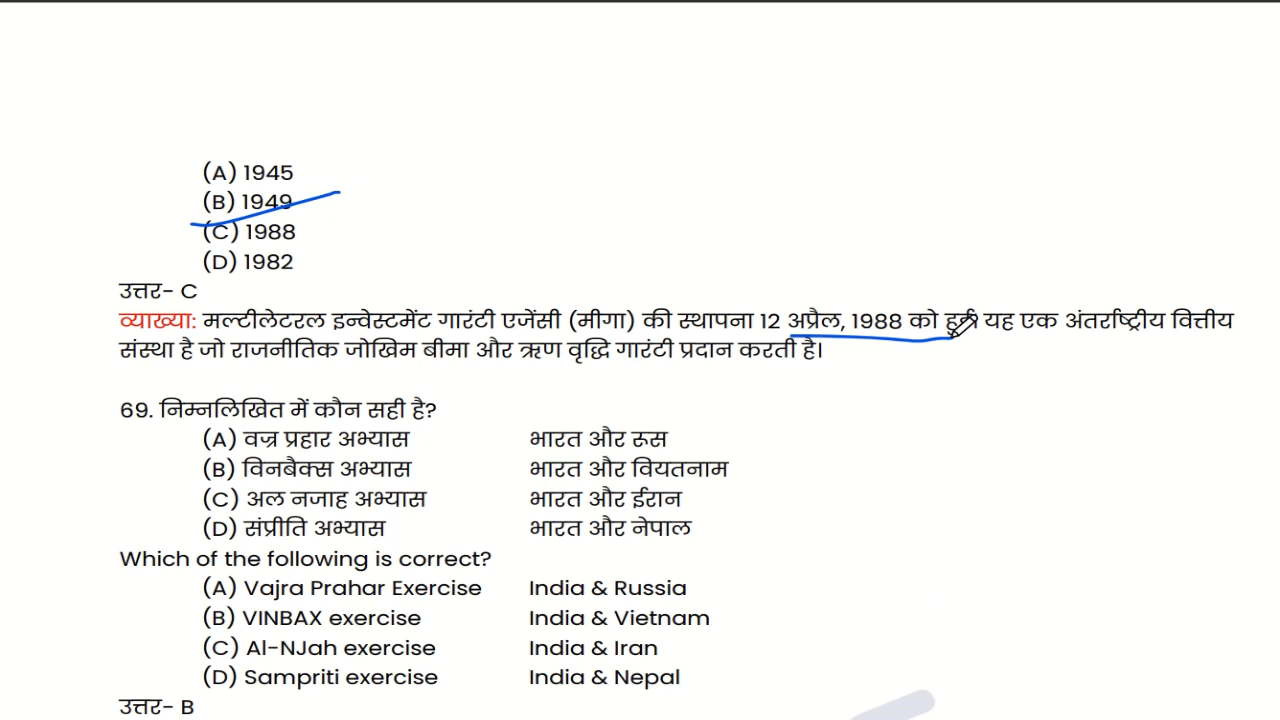 (A) 1945
(B) 1949
(C) 1988
(D) 1982
उत्तर- C
व्याख्या: मल्टीलेटरल इन्वेस्टमेंट गारंटी एजेंसी (मीगा) की स्थापना 12 अप्रैल, 1988 को यह एक अंतर्राष्ट्रीय वित्तीय
संस्था है जो राजनीतिक जोखिम बीमा और ऋण वृद्धि गारंटी प्रदान करती है।
69. निम्नलिखित में कौन सही है?
(A) वज्र प्रहार अभ्यास भारत और रूस
(B) विनबैक्स अभ्यास भारत और वियतनाम
(C) अल नजाह अभ्यास भारत और ईरान
(D) संप्रीति अभ्यास भारत और नेपाल
Which of the following is correct?
(A) Vajra Prahar Exercise India & Russia
(B) VINBAX exercise India & Vietnam
(C) Al-NJah exercise India & Iran
(D) Sampriti exercise India & Nepal
उत्तर- B